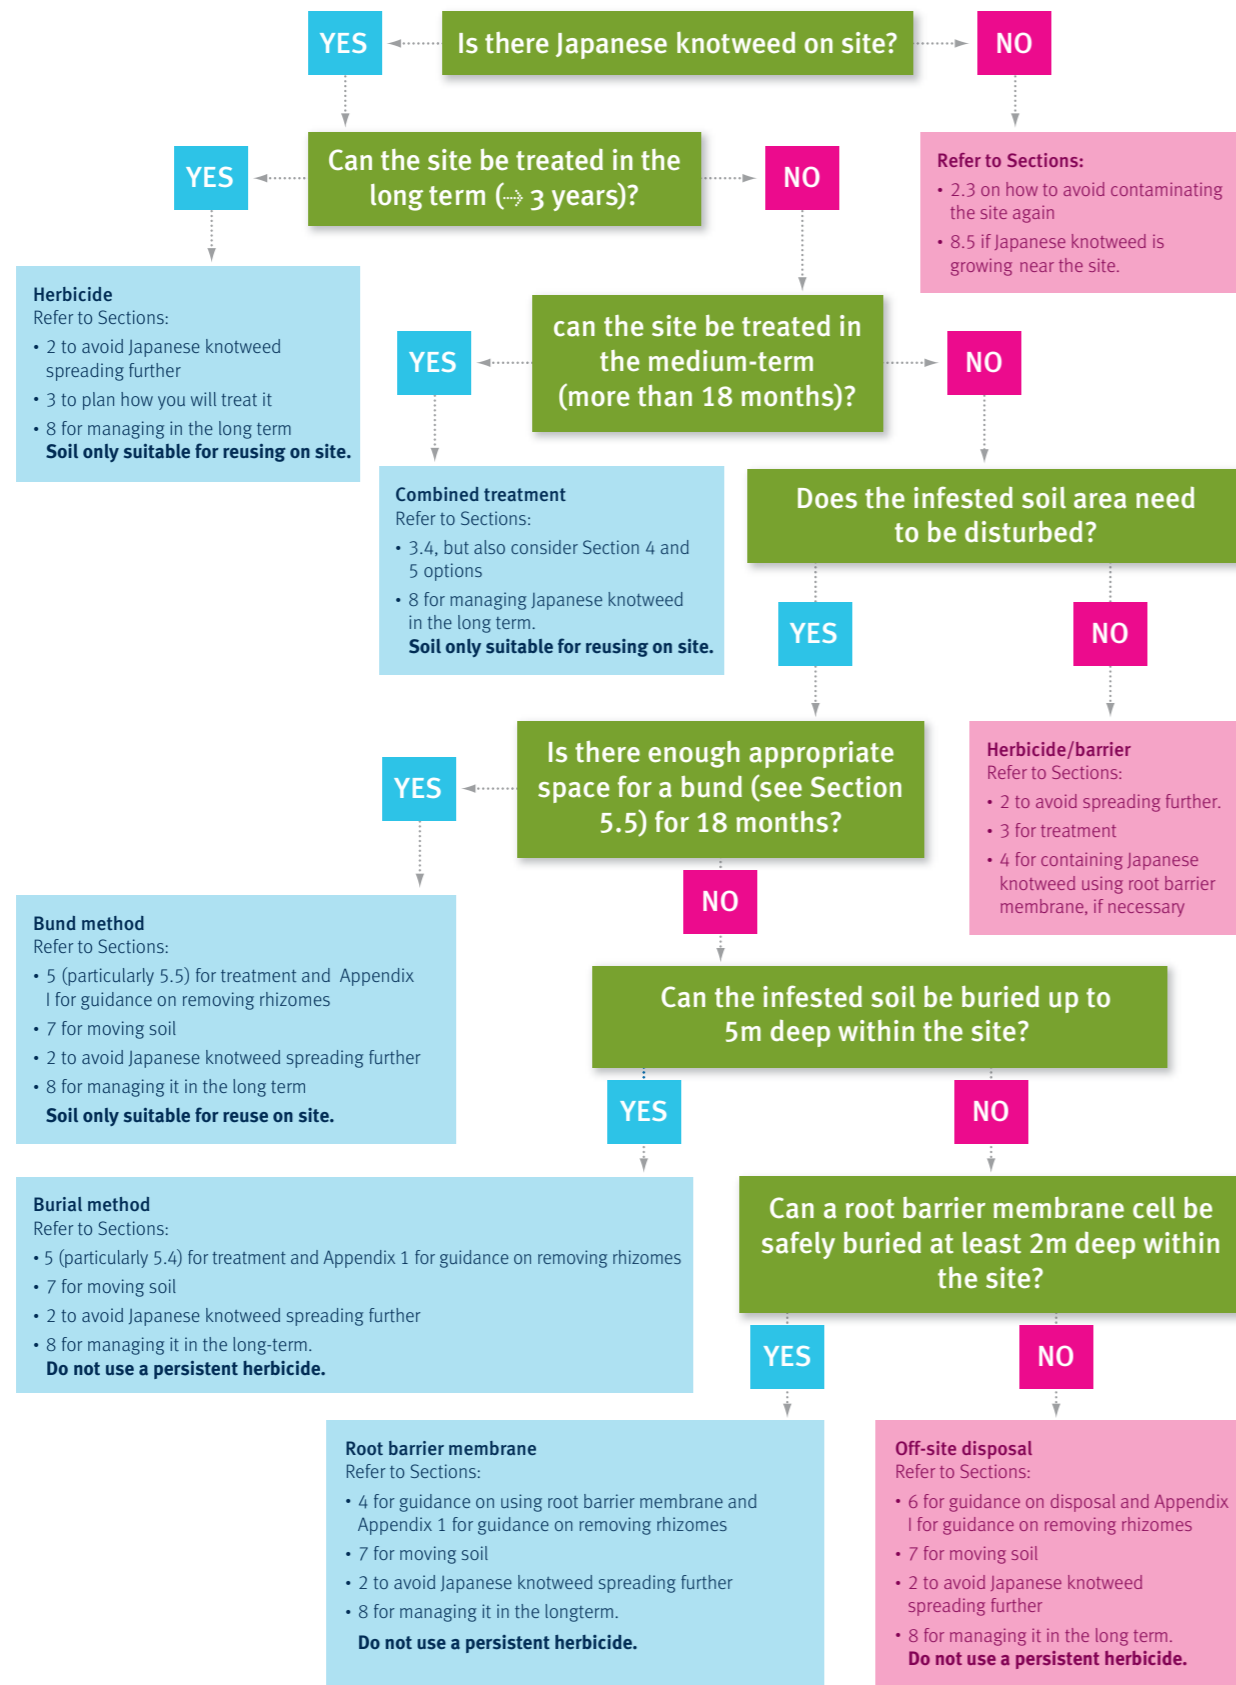 YES
Is there Japanese knotweed on site?
NO
YES
Can the site be treated in the
long term (→ 3 years)?
NO
Refer to Sections:
• 2.3 on how to avoid contaminating
the site again
• 8.5 if Japanese knotweed is
growing near the site.
Herbicide
Refer to Sections:
• 2 to avoid Japanese knotweed
spreading further
• 3 to plan how you will treat it
• 8 for managing in the long term
Soil only suitable for reusing on site.
YES
can the site be treated in
the medium-term
(more than 18 months)?
NO
Combined treatment
Refer to Sections:
• 3.4, but also consider Section 4 and
5 options
• 8 for managing Japanese knotweed
in the long term.
Soil only suitable for reusing on site.
Does the infested soil area need
to be disturbed?
YES
NO
YES
Is there enough appropriate
space for a bund (see Section
5.5) for 18 months?
Herbicide/barrier
Refer to Sections:
• 2 to avoid spreading further.
• 3 for treatment
• 4 for containing Japanese
knotweed using root barrier
membrane, if necessary
NO
Bund method
Refer to Sections:
• 5 (particularly 5.5) for treatment and Appendix
I for guidance on removing rhizomes
• 7 for moving soil
• 2 to avoid Japanese knotweed spreading further
• 8 for managing it in the long term
Soil only suitable for reuse on site.
Can the infested soil be buried up to
5m deep within the site?
YES
NO
Burial method
Refer to Sections:
• 5 (particularly 5.4) for treatment and Appendix 1 for guidance on removing rhizomes
• 7 for moving soil
• 2 to avoid Japanese knotweed spreading further
• 8 for managing it in the long-term.
Do not use a persistent herbicide.
Can a root barrier membrane cell be
safely buried at least 2m deep within
the site?
YES
NO
Root barrier membrane
Refer to Sections:
• 4 for guidance on using root barrier membrane and
Appendix 1 for guidance on removing rhizomes
• 7 for moving soil
• 2 to avoid Japanese knotweed spreading further
• 8 for managing it in the longterm.
Do not use a persistent herbicide.
Off-site disposal
Refer to Sections:
• 6 for guidance on disposal and Appendix
I for guidance on removing rhizomes
• 7 for moving soil
• 2 to avoid Japanese knotweed
spreading further
• 8 for managing it in the long term.
Do not use a persistent herbicide.